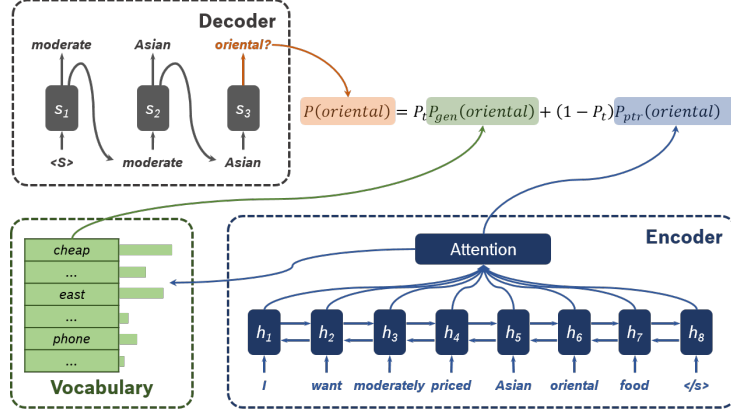 Decoder
moderate Asian oriental?
s1 s2 s3
<S> moderate Asian
P(oriental) = PtPgen(oriental) + (1 − Pt)Pptr(oriental)
Encoder
Attention
cheap
...
east
...
phone
...
Vocabulary
h1 h2 h3 h4 h5 h6 h7 h8
I want moderately priced Asian oriental food </s>